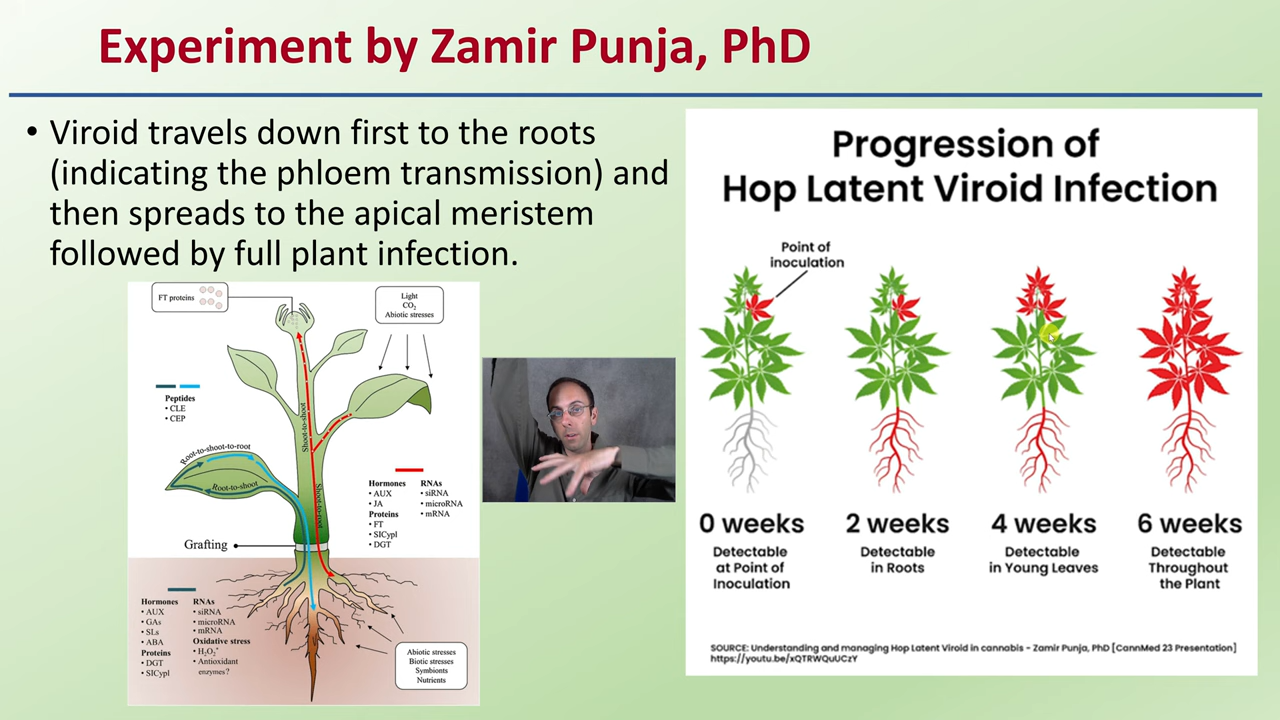 Experiment by Zamir Punja, PhD
• Viroid travels down first to the roots
(indicating the phloem transmission) and
then spreads to the apical meristem
followed by full plant infection.
FT proteins
Light
CO2
Abiotic stresses
Peptides
• CLE
• CEP
Root-to-shoot-to-root
Root-to-shoot
Shoot-to-shoot
Shoot-to-root
Hormones
• AUX
• JA
Proteins
• FT
• SICypl
• DGT
RNAs
• siRNA
• microRNA
• mRNA
Grafting
Hormones
• AUX
• GAs
• SLs
• ABA
Proteins
• DGT
• SICypl
RNAs
• siRNA
• microRNA
• mRNA
Oxidative stress
• H2O2*
• Antioxidant
enzymes?
Abiotic stresses
Biotic stresses
Symbionts
Nutrients
Progression of
Hop Latent Viroid Infection
Point of
inoculation
0 weeks
Detectable
at Point of
Inoculation
2 weeks
Detectable
in Roots
4 weeks
Detectable
in Young Leaves
6 weeks
Detectable
Throughout
the Plant
SOURCE: Understanding and managing Hop Latent Viroid in cannabis - Zamir Punja, PhD [CannMed 23 Presentation]
https://youtu.be/xQTRWQuUCzY